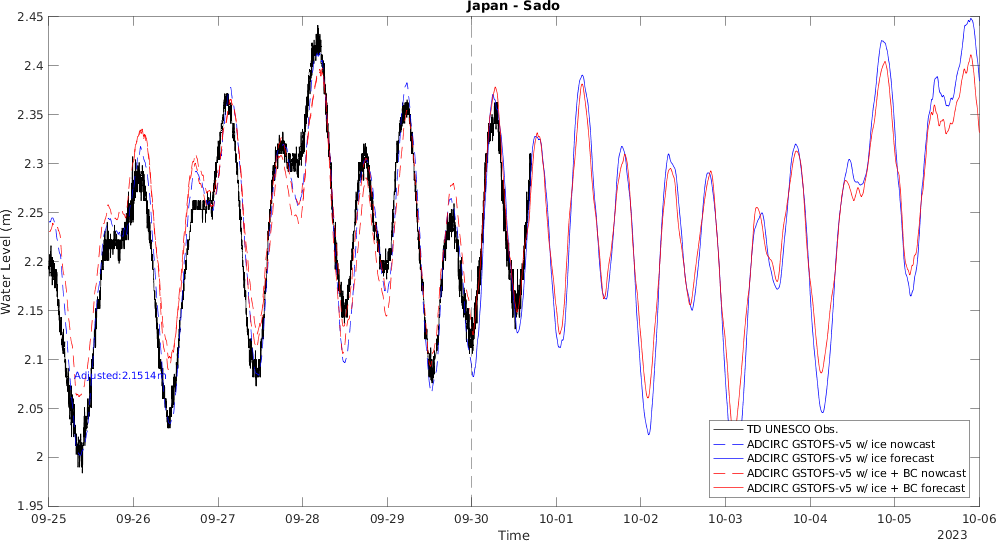 Japan - Sado
2.45
2.4
2.35
2.3
2.25
2.2
2.15
2.1
2.05
2
1.95
Water Level (m)
Adjusted:2.1514m
TD UNESCO Obs.
ADCIRC GSTOFS-v5 w/ ice nowcast
ADCIRC GSTOFS-v5 w/ ice forecast
ADCIRC GSTOFS-v5 w/ ice + BC nowcast
ADCIRC GSTOFS-v5 w/ ice + BC forecast
09-25 09-26 09-27 09-28 09-29 09-30 10-01 10-02 10-03 10-04 10-05 10-06
Time
2023